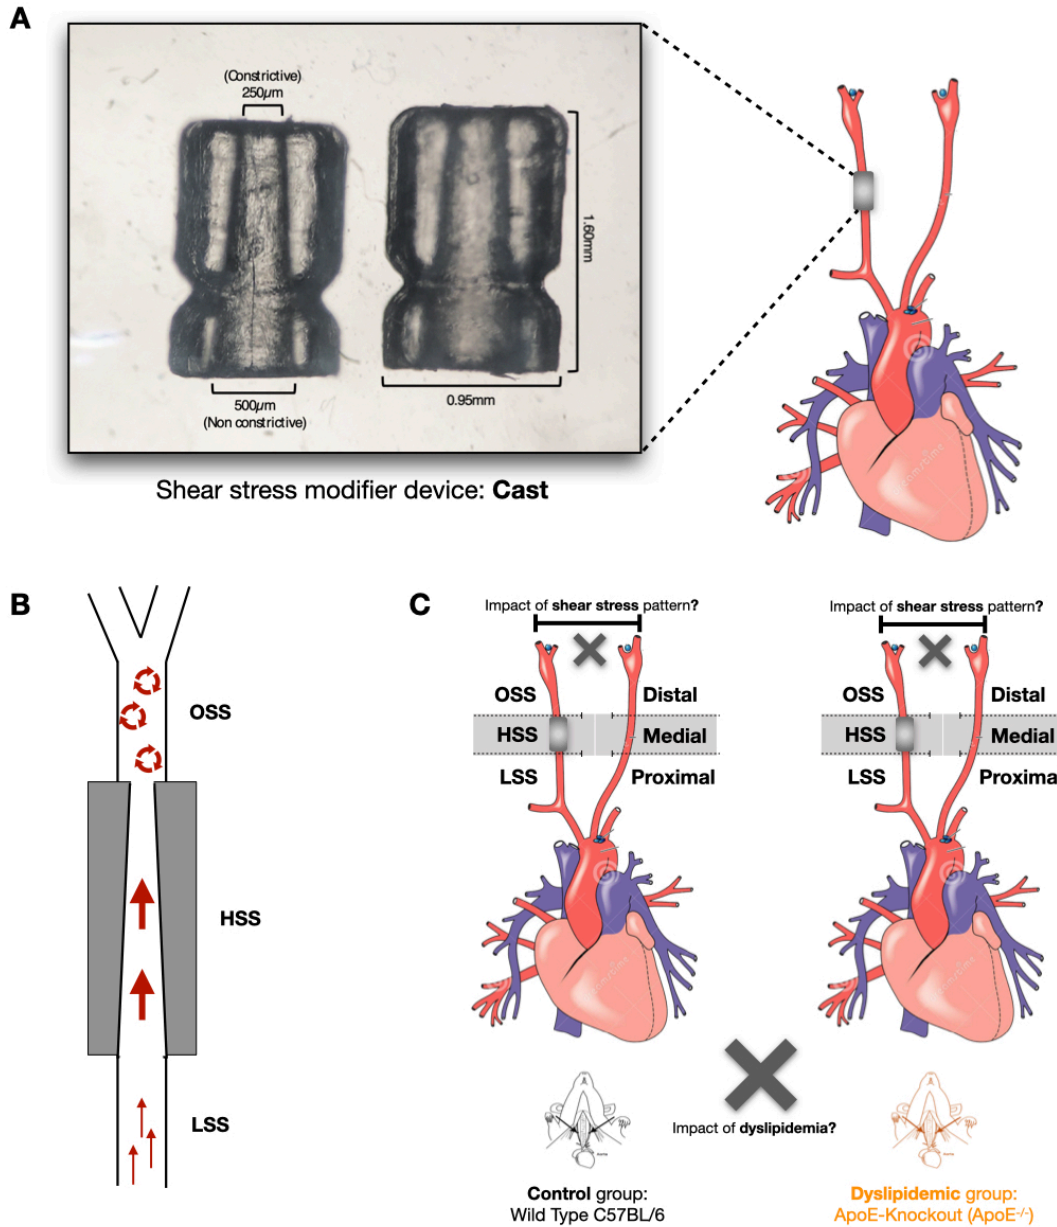 A
(Constrictive)
250μm
1.60mm
500μm
(Non constrictive)
0.95mm
Shear stress modifier device: Cast
B
OSS
HSS
LSS
C
Impact of shear stress pattern?
OSS
Distal
HSS
Medial
LSS
Proximal
Impact of shear stress pattern?
OSS
Distal
HSS
Medial
LSS
Proxima
Impact of dyslipidemia?
Control group:
Wild Type C57BL/6
Dyslipidemic group:
ApoE-Knockout (ApoE-/-)